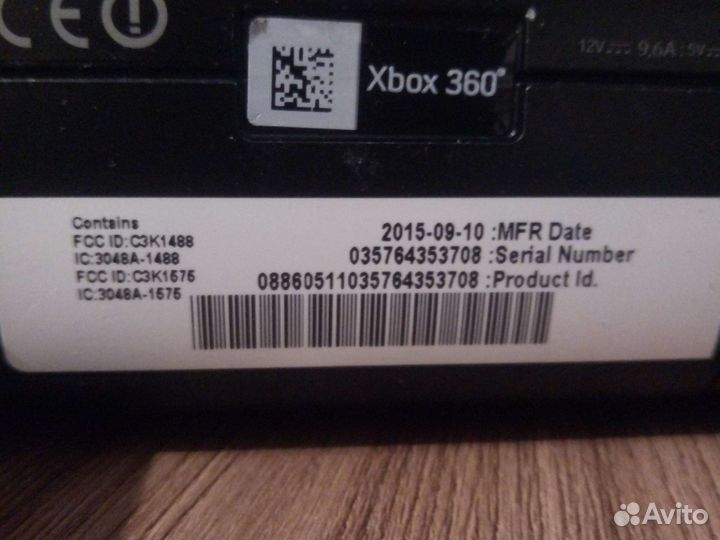 CE
12V⎓ 9,6A; 5V⎓
Xbox 360
Contains
FCC ID:C3K1488
IC:3048A-1488
FCC ID:C3K1575
IC:3048A-1575
2015-09-10 :MFR Date
035764353708 :Serial Number
08860511035764353708 :Product Id.
Avito